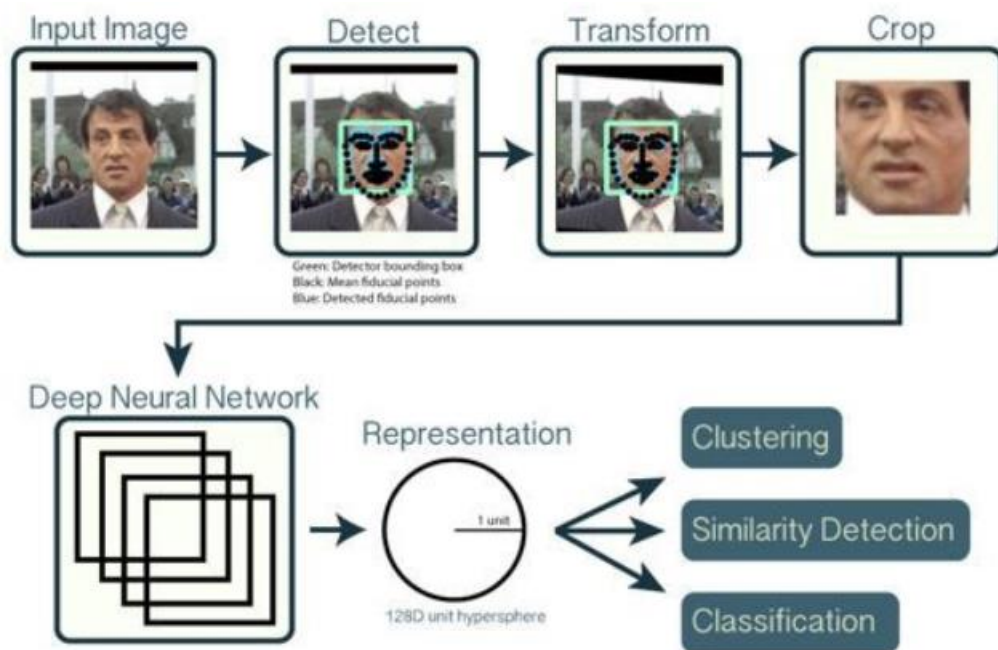 Input Image
Detect
Transform
Crop
Green: Detector bounding box
Black: Mean fiducial points
Blue: Detected fiducial points
Deep Neural Network
Representation
1 unit
128D unit hypersphere
Clustering
Similarity Detection
Classification